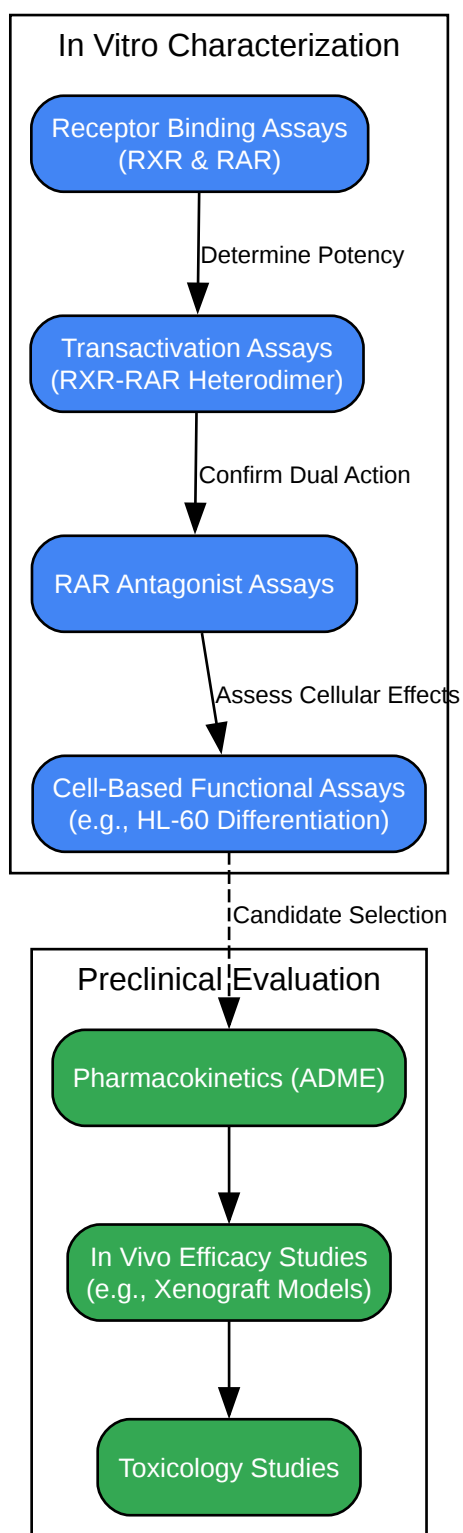 In Vitro Characterization
Receptor Binding Assays
(RXR & RAR)
Determine Potency
Transactivation Assays
(RXR-RAR Heterodimer)
Confirm Dual Action
RAR Antagonist Assays
Assess Cellular Effects
Cell-Based Functional Assays
(e.g., HL-60 Differentiation)
Candidate Selection
Preclinical Evaluation
Pharmacokinetics (ADME)
In Vivo Efficacy Studies
(e.g., Xenograft Models)
Toxicology Studies